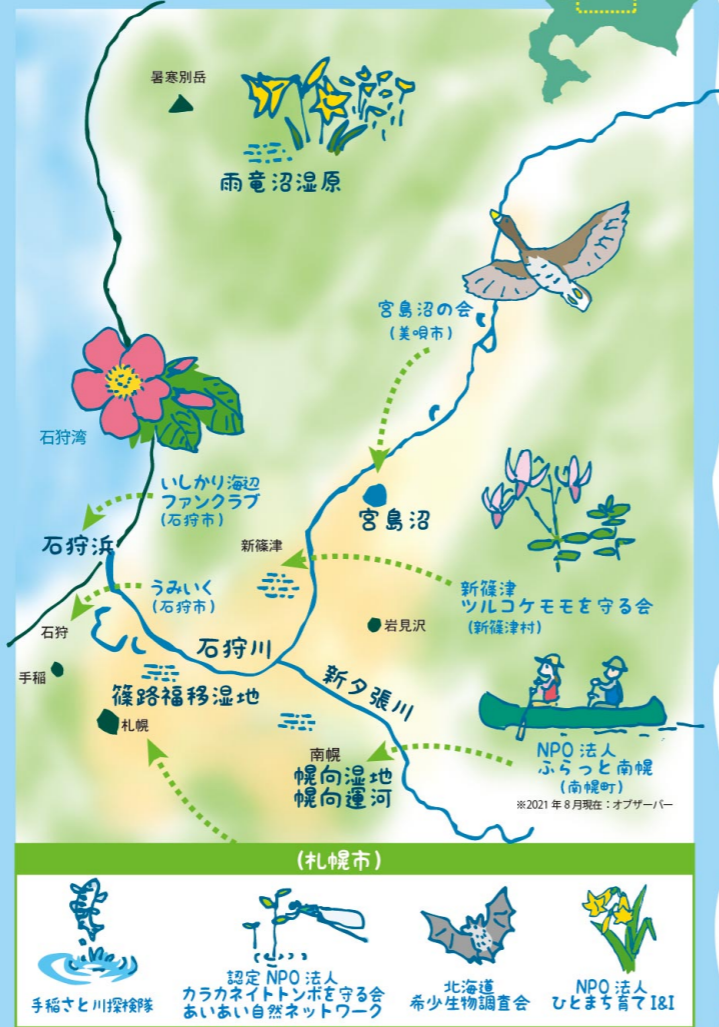 暑寒別岳
雨竜沼湿原
宮島沼の会
(美唄市)
石狩湾
いしかり海辺
ファンクラブ
(石狩市)
宮島沼
石狩浜
新篠津
うみいく
(石狩市)
新篠津
ツルコケモモを守る会
(新篠津村)
石狩
岩見沢
石狩川
手稲
新夕張川
篠路福移湿地
札幌
南幌
幌向湿地
幌向運河
NPO 法人
ふらっと南幌
(南幌町)
※2021 年 8 月現在：オブザーバー
(札幌市)
手稲さと川探検隊
認定 NPO 法人
カラカネイトトンボを守る会
あいあい自然ネットワーク
北海道
希少生物調査会
NPO 法人
ひとまち育て I&I